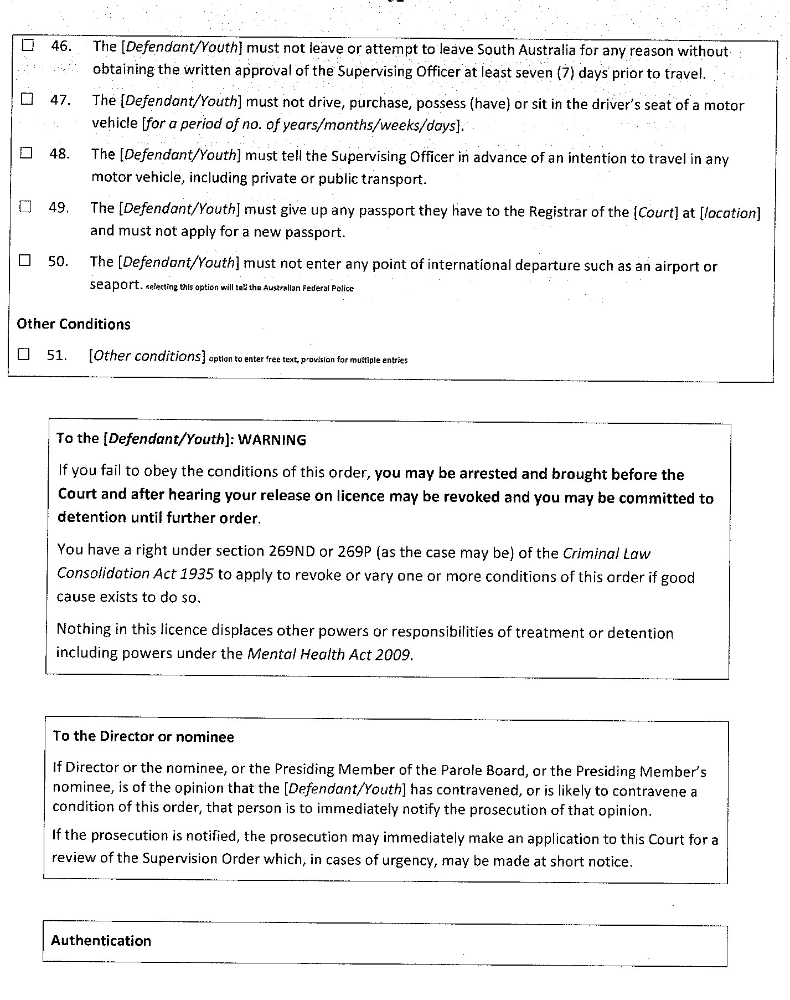 ☐ 46. The [Defendant/Youth] must not leave or attempt to leave South Australia for any reason without
obtaining the written approval of the Supervising Officer at least seven (7) days prior to travel.
☐ 47. The [Defendant/Youth] must not drive, purchase, possess (have) or sit in the driver's seat of a motor
vehicle [for a period of no. of years/months/weeks/days].
☐ 48. The [Defendant/Youth] must tell the Supervising Officer in advance of an intention to travel in any
motor vehicle, including private or public transport.
☐ 49. The [Defendant/Youth] must give up any passport they have to the Registrar of the [Court] at [location]
and must not apply for a new passport.
☐ 50. The [Defendant/Youth] must not enter any point of international departure such as an airport or
seaport. selecting this option will tell the Australian Federal Police
Other Conditions
☐ 51. [Other conditions] option to enter free text, provision for multiple entries
To the [Defendant/Youth]: WARNING
If you fail to obey the conditions of this order, you may be arrested and brought before the
Court and after hearing your release on licence may be revoked and you may be committed to
detention until further order.
You have a right under section 269ND or 269P (as the case may be) of the Criminal Law
Consolidation Act 1935 to apply to revoke or vary one or more conditions of this order if good
cause exists to do so.
Nothing in this licence displaces other powers or responsibilities of treatment or detention
including powers under the Mental Health Act 2009.
To the Director or nominee
If Director or the nominee, or the Presiding Member of the Parole Board, or the Presiding Member's
nominee, is of the opinion that the [Defendant/Youth] has contravened, or is likely to contravene a
condition of this order, that person is to immediately notify the prosecution of that opinion.
If the prosecution is notified, the prosecution may immediately make an application to this Court for a
review of the Supervision Order which, in cases of urgency, may be made at short notice.
Authentication